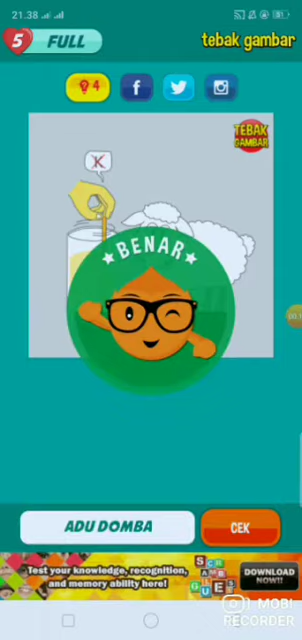 21.38
5 FULL
tebak gambar
4
f
TEBAK
GAMBAR
K
BENAR
ADU DOMBA
CEK
Test your knowledge, recognition,
and memory ability here!
DOWNLOAD
NOW!!
MOBI
RECORDER